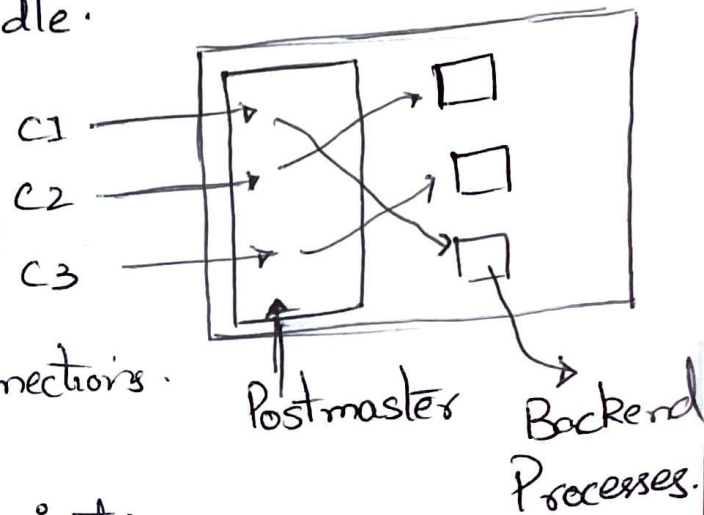 dle.
C1
C2
C3
nections.
Postmaster
Backend
Processes.